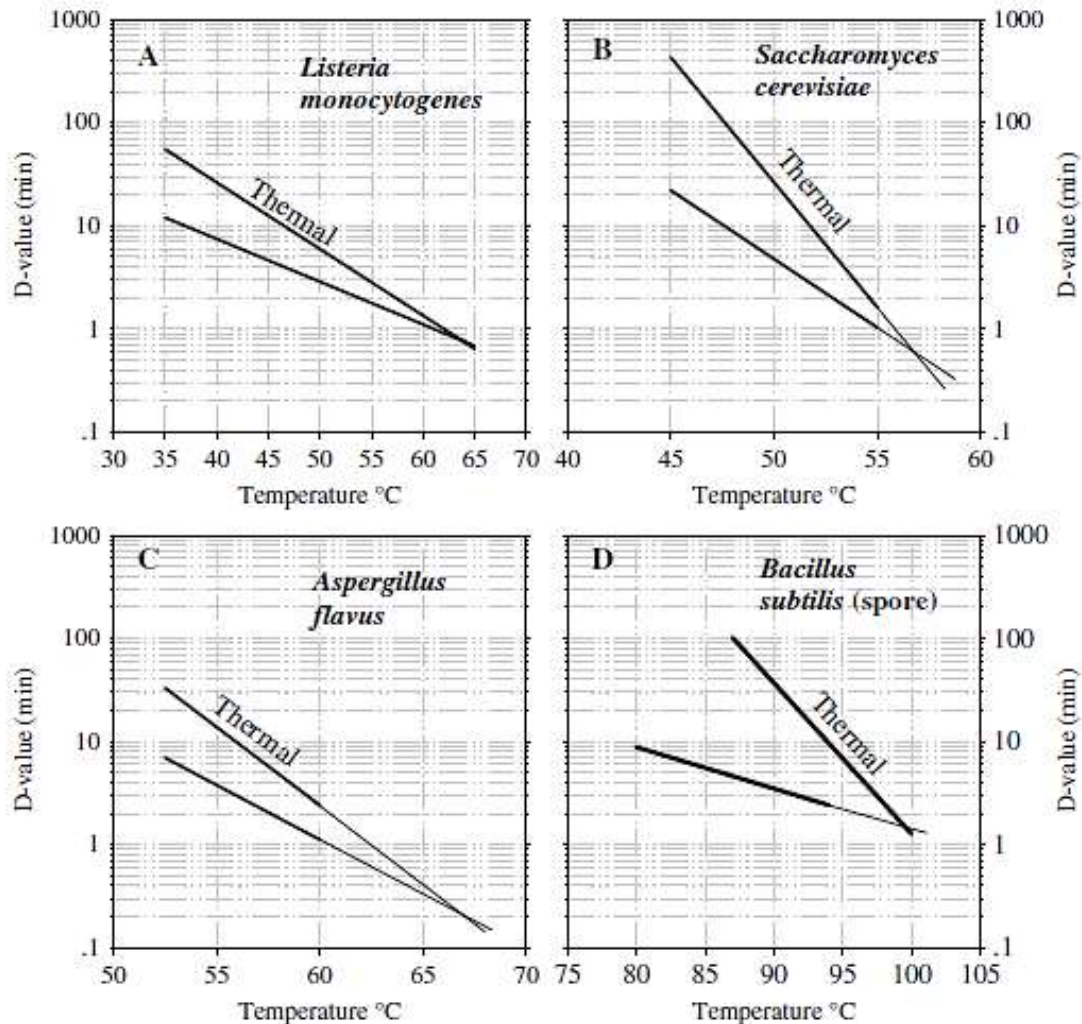 1000
100
10
1
.1
D-value (min)
A
Listeria
monocytogenes
Thermal
30 35 40 45 50 55 60 65 70
Temperature °C
B
Saccharomyces
cerevisiae
Thermal
1000
100
10
1
.1
D-value (min)
40 45 50 55 60
Temperature °C
1000
100
10
1
.1
D-value (min)
C
Aspergillus
flavus
Thermal
50 55 60 65 70
Temperature °C
D
Bacillus
subtilis (spore)
Thermal
1000
100
10
1
.1
D-value (min)
75 80 85 90 95 100 105
Temperature °C